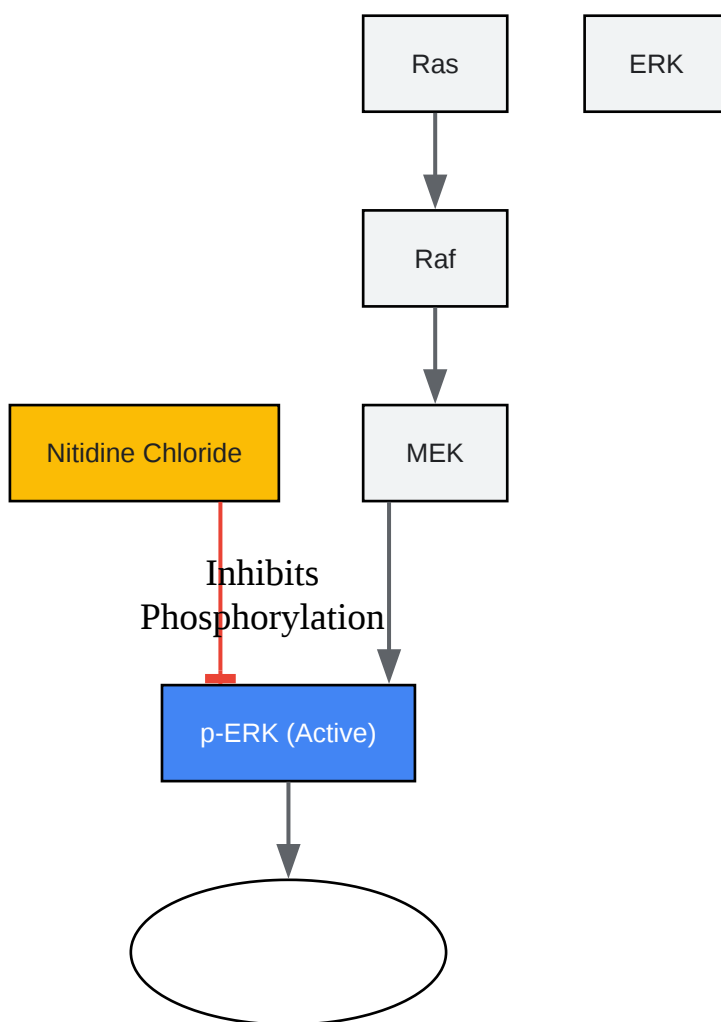 Ras
ERK
Raf
Nitidine Chloride
MEK
Inhibits
Phosphorylation
p-ERK (Active)